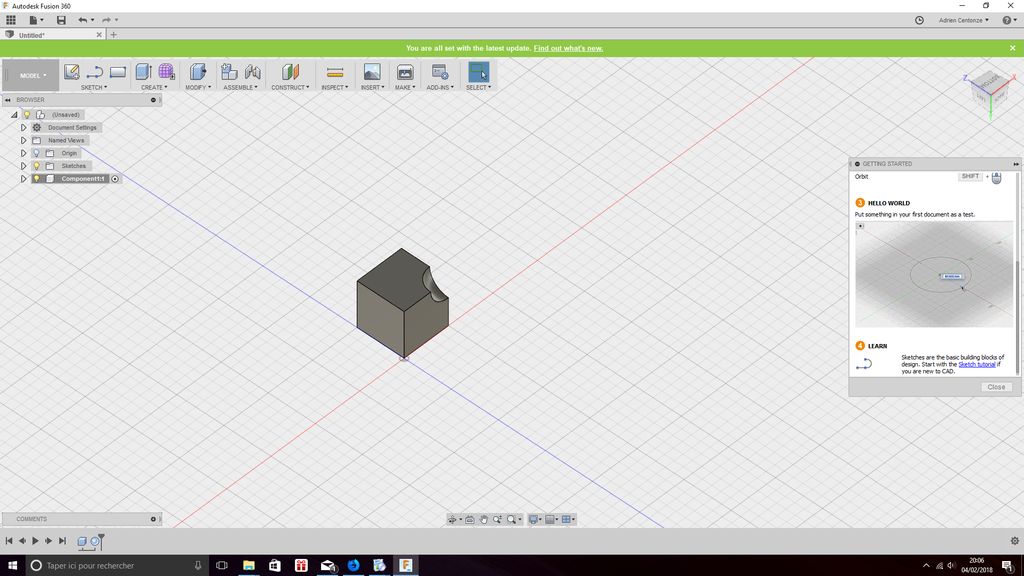 Autodesk Fusion 360
Adrien Centonze
Untitled*
You are all set with the latest update. Find out what's new.
MODEL
SKETCH
CREATE
MODIFY
ASSEMBLE
CONSTRUCT
INSPECT
INSERT
MAKE
ADD-INS
SELECT
BROWSER
(Unsaved)
Document Settings
Named Views
Origin
Sketches
Component1:1
Z
X
GETTING STARTED
Orbit
SHIFT +
3 HELLO WORLD
Put something in your first document as a test.
4 LEARN
Sketches are the basic building blocks of
design. Start with the Sketch tutorial if
you are new to CAD.
Close
COMMENTS
Taper ici pour rechercher
20:06
04/02/2018